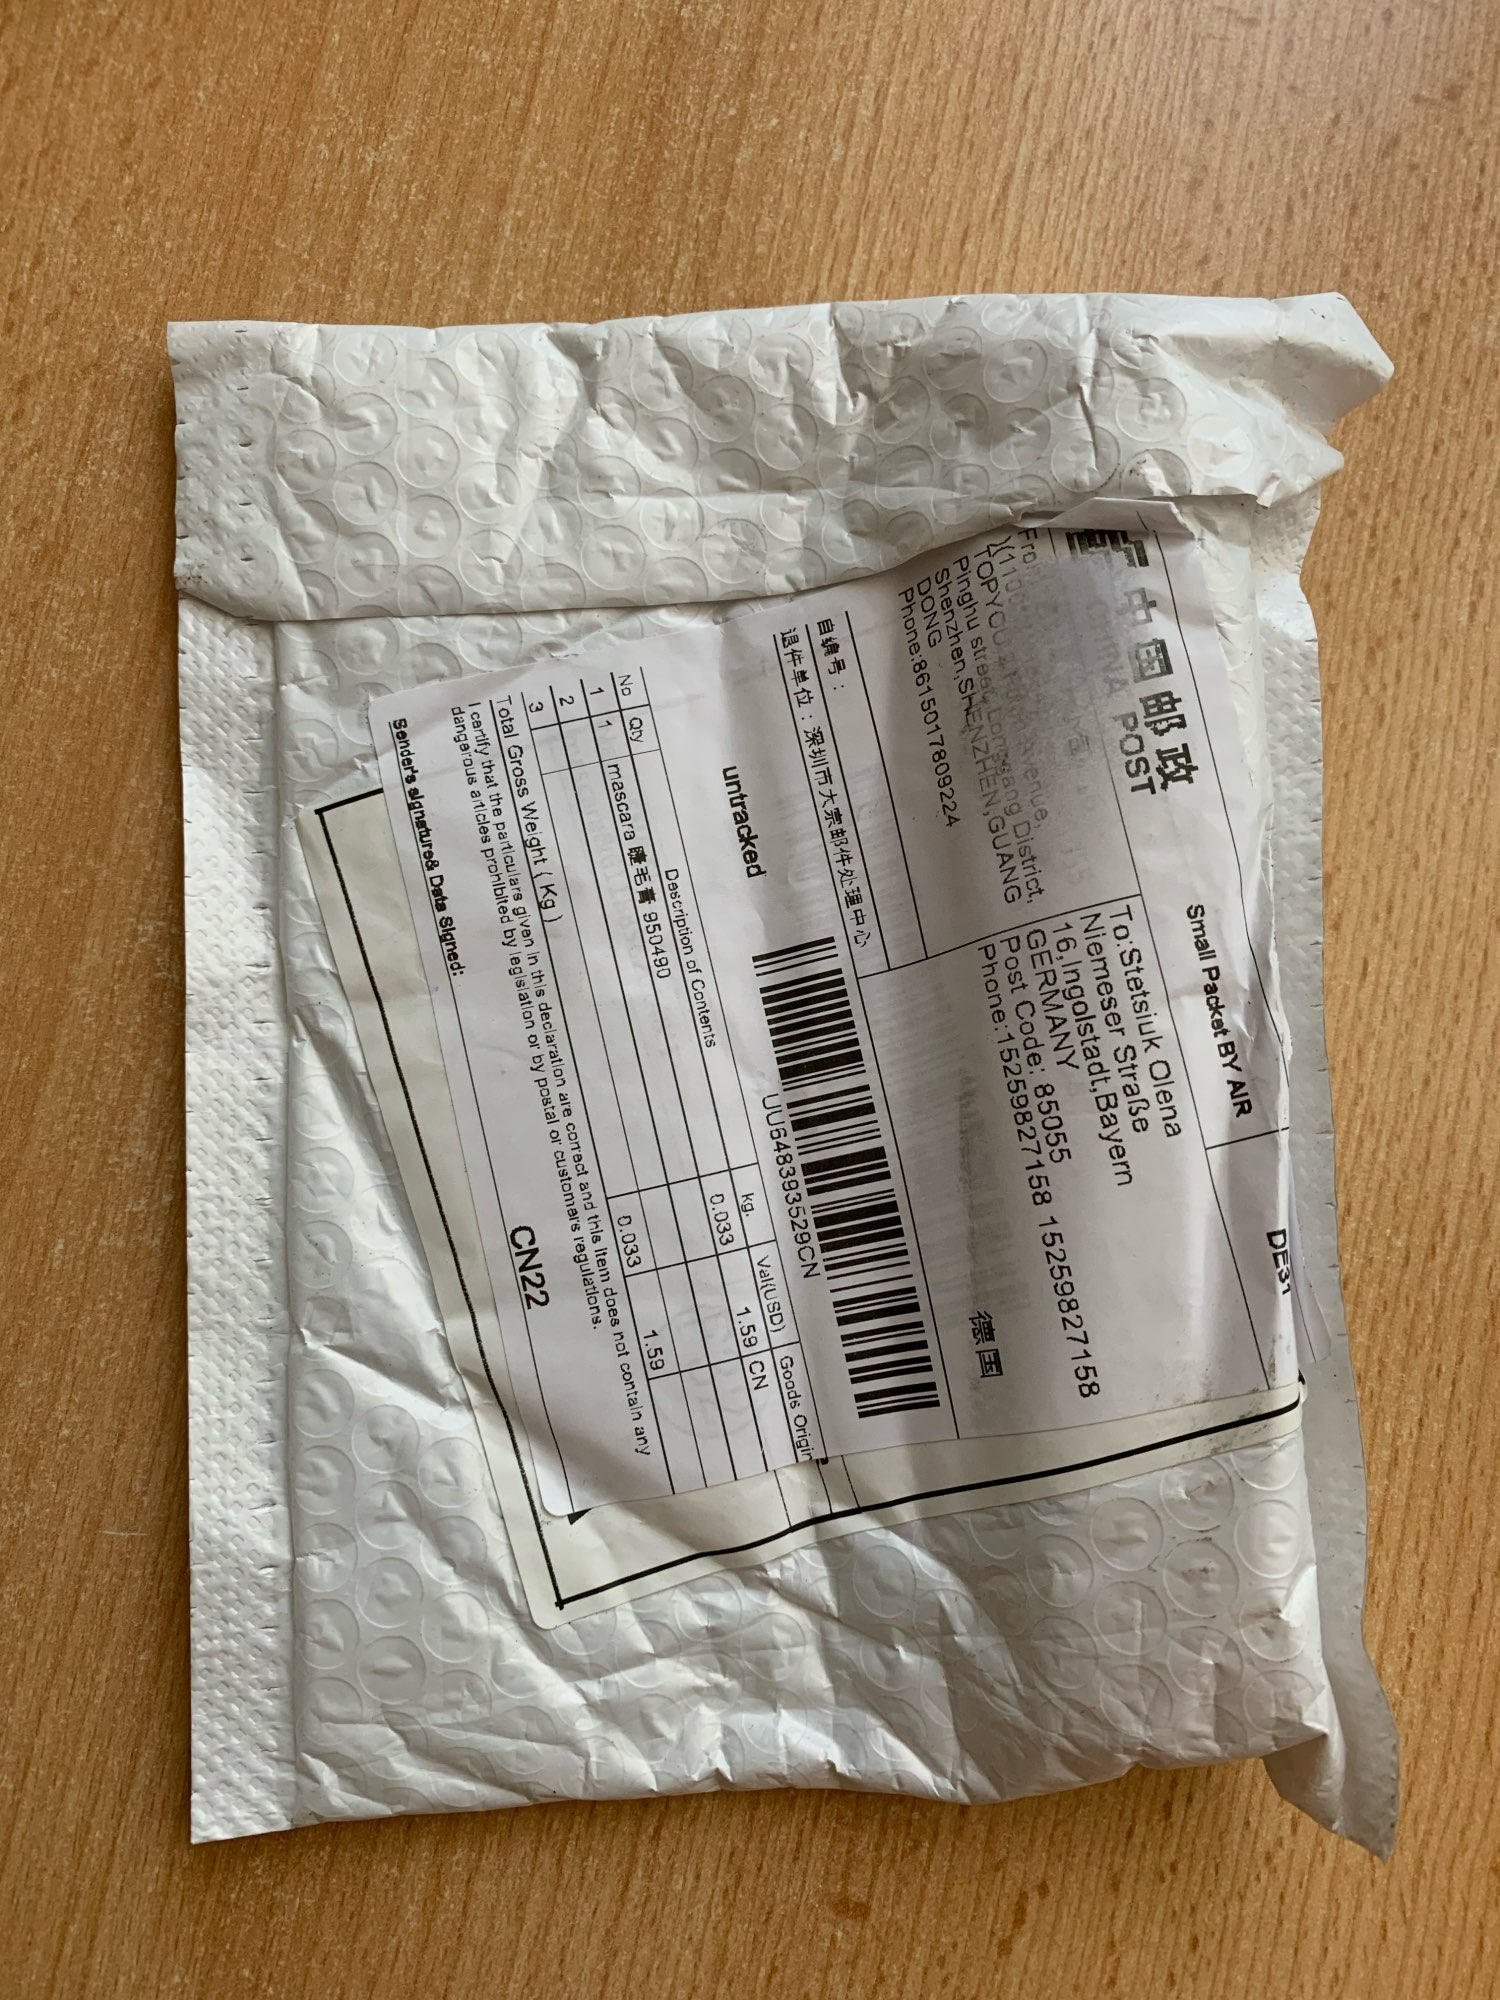 中国邮政
CHINA POST
Small Packet BY AIR
Pinghu street, Longgang District,
Shenzhen,SHENZHEN,GUANG
DONG
Phone:8615017809224
To:Stetsiuk Olena
Niemeser Straße
16,Ingolstadt,Bayern
GERMANY
Post Code: 85055
Phone:15259827158 15259827158
德国
自编号：
退件单位：深圳市大宗邮件处理中心
untracked
UU648393529CN
No Qty Description of Contents kg. Val(USD) Goods Origin
1 1 mascara 睫毛膏 950490 0.033 1.59 CN
2
3
Total Gross Weight (Kg) 0.033 1.59
I certify that the particulars given in this declaration are correct and this item does not contain any
dangerous articles prohibited by legislation or by postal or customers regulations.
Sender's signature& Data Signed:
CN22